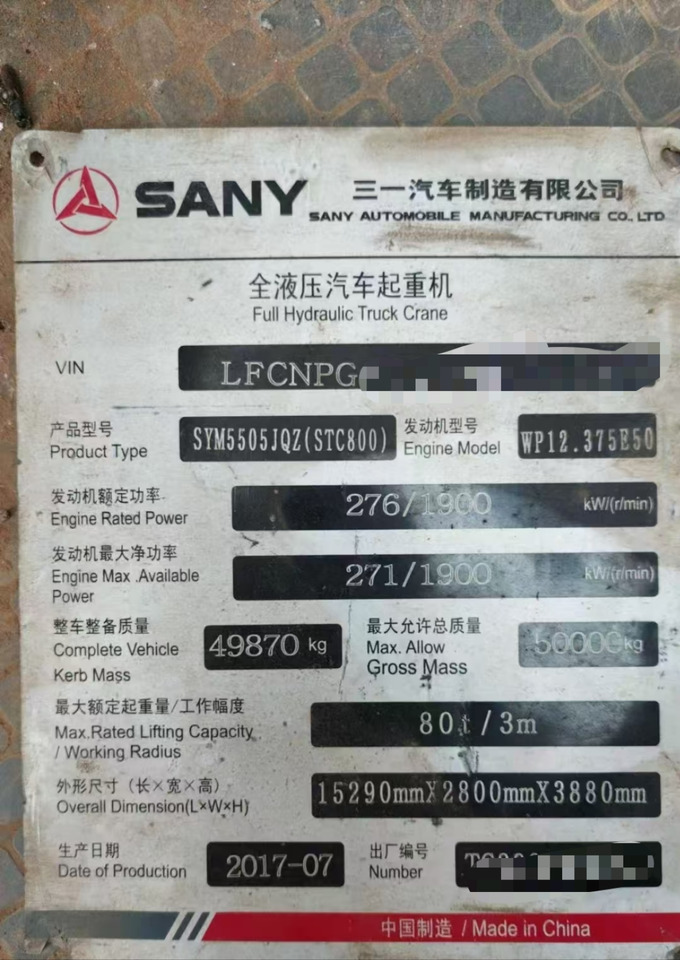 SANY 三一汽车制造有限公司
SANY AUTOMOBILE MANUFACTURING CO., LTD
全液压汽车起重机
Full Hydraulic Truck Crane
VIN LFCNPG
产品型号 SYM5505JQZ(STC800) 发动机型号 WP12.375E50
Product Type Engine Model
发动机额定功率 276/1900 kW/(r/min)
Engine Rated Power
发动机最大净功率 271/1900 kW/(r/min)
Engine Max .Available
Power
整车整备质量 49870 kg 最大允许总质量 50000kg
Complete Vehicle Max. Allow
Kerb Mass Gross Mass
最大额定起重量/工作幅度 80t/3m
Max.Rated Lifting Capacity
/ Working Radius
外形尺寸（长×宽×高） 15290mmX2800mmX3880mm
Overall Dimension(L×W×H)
生产日期 2017-07 出厂编号
Date of Production Number
中国制造 / Made in China